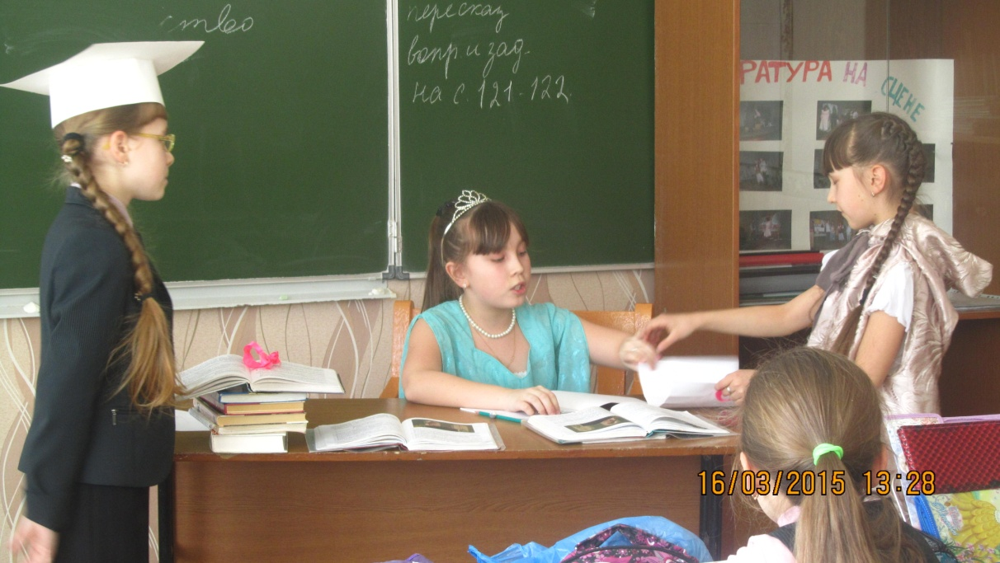 ство
пересказ
вопр и зад.
на с. 121-122.
РАТУРА НА
СЦЕНЕ
16/03/2015 13:28